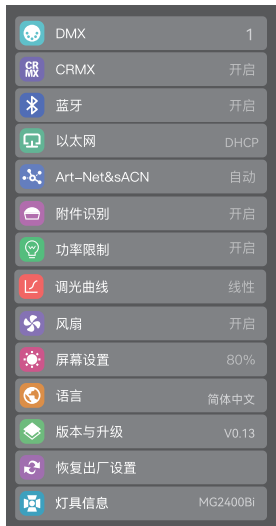 DMX 1
CRMX 开启
蓝牙 开启
以太网 DHCP
Art-Net&sACN 自动
附件识别 开启
功率限制 开启
调光曲线 线性
风扇 开启
屏幕设置 80%
语言 简体中文
版本与升级 V0.13
恢复出厂设置
灯具信息 MG2400Bi